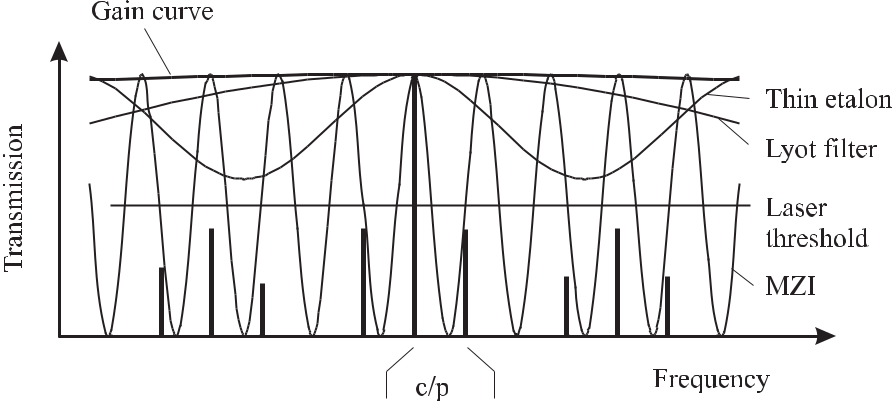 Gain curve
Transmission
Thin etalon
Lyot filter
Laser
threshold
MZI
Frequency
c/p